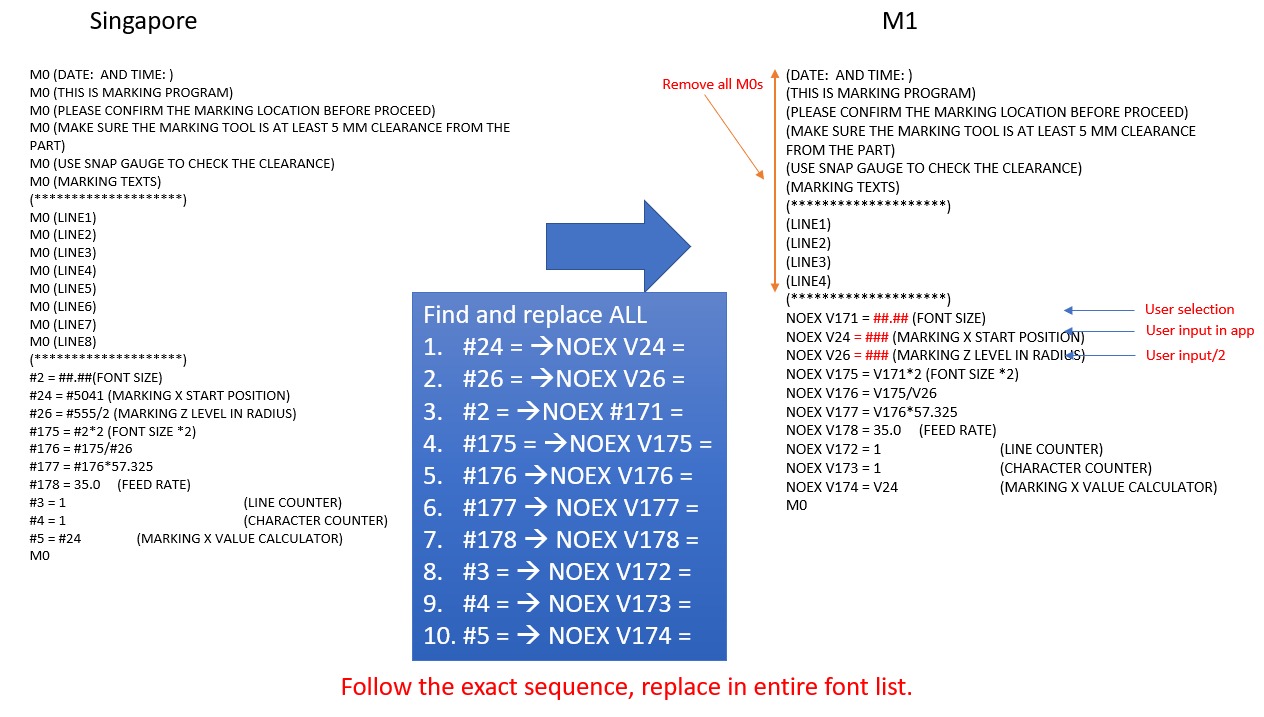 Singapore
M0 (DATE:  AND TIME: )
M0 (THIS IS MARKING PROGRAM)
M0 (PLEASE CONFIRM THE MARKING LOCATION BEFORE PROCEED)
M0 (MAKE SURE THE MARKING TOOL IS AT LEAST 5 MM CLEARANCE FROM THE
PART)
M0 (USE SNAP GAUGE TO CHECK THE CLEARANCE)
M0 (MARKING TEXTS)
(********************)
M0 (LINE1)
M0 (LINE2)
M0 (LINE3)
M0 (LINE4)
M0 (LINE5)
M0 (LINE6)
M0 (LINE7)
M0 (LINE8)
(********************)
#2 = ##.##(FONT SIZE)
#24 = #5041 (MARKING X START POSITION)
#26 = #555/2 (MARKING Z LEVEL IN RADIUS)
#175 = #2*2 (FONT SIZE *2)
#176 = #175/#26
#177 = #176*57.325
#178 = 35.0 (FEED RATE)
#3 = 1 (LINE COUNTER)
#4 = 1 (CHARACTER COUNTER)
#5 = #24 (MARKING X VALUE CALCULATOR)
M0
Find and replace ALL
1. #24 = →NOEX V24 =
2. #26 = →NOEX V26 =
3. #2 = →NOEX #171 =
4. #175 = →NOEX V175 =
5. #176 →NOEX V176 =
6. #177 → NOEX V177 =
7. #178 → NOEX V178 =
8. #3 = → NOEX V172 =
9. #4 = → NOEX V173 =
10. #5 = → NOEX V174 =
M1
Remove all M0s
(DATE:  AND TIME: )
(THIS IS MARKING PROGRAM)
(PLEASE CONFIRM THE MARKING LOCATION BEFORE PROCEED)
(MAKE SURE THE MARKING TOOL IS AT LEAST 5 MM CLEARANCE
FROM THE PART)
(USE SNAP GAUGE TO CHECK THE CLEARANCE)
(MARKING TEXTS)
(********************)
(LINE1)
(LINE2)
(LINE3)
(LINE4)
(********************)
NOEX V171 = ##.## (FONT SIZE) User selection
NOEX V24 = ### (MARKING X START POSITION) User input in app
NOEX V26 = ### (MARKING Z LEVEL IN RADIUS) User input/2
NOEX V175 = V171*2 (FONT SIZE *2)
NOEX V176 = V175/V26
NOEX V177 = V176*57.325
NOEX V178 = 35.0 (FEED RATE)
NOEX V172 = 1 (LINE COUNTER)
NOEX V173 = 1 (CHARACTER COUNTER)
NOEX V174 = V24 (MARKING X VALUE CALCULATOR)
M0
Follow the exact sequence, replace in entire font list.